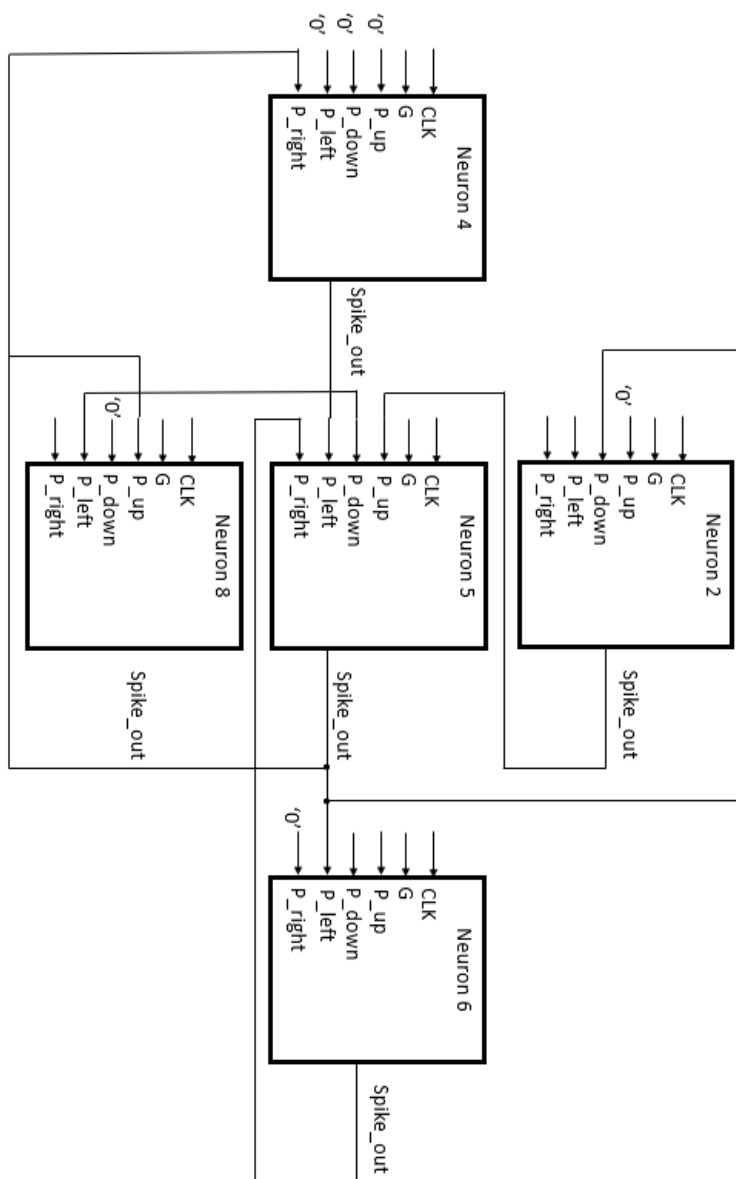 Neuron 2
CLK
G
‘0’
P_up
P_down
P_left
P_right
Spike_out
Neuron 4
CLK
G
‘0’
P_up
‘0’
P_down
‘0’
P_left
P_right
Spike_out
Neuron 5
CLK
G
P_up
P_down
P_left
P_right
Spike_out
Neuron 6
CLK
G
P_up
P_down
P_left
‘0’
P_right
Spike_out
Neuron 8
CLK
G
P_up
‘0’
P_down
P_left
P_right
Spike_out